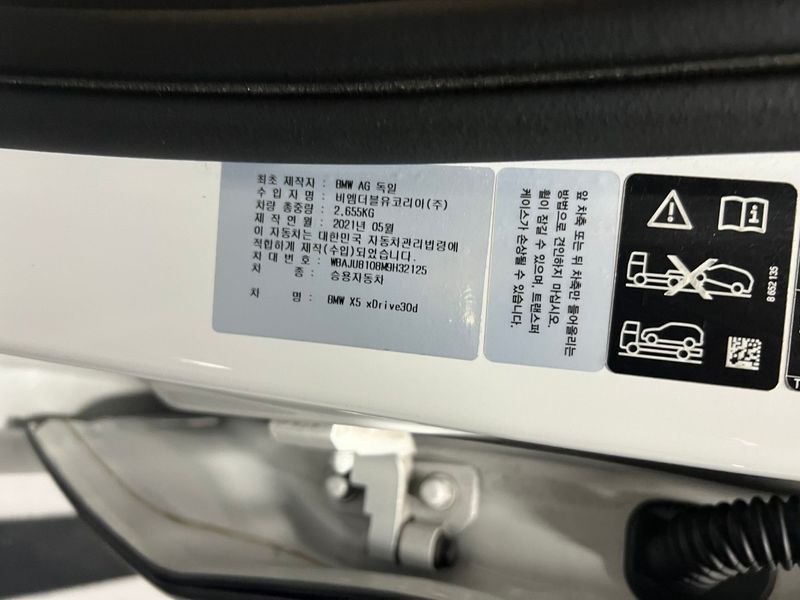 최초 제작자 : BMW AG 독일
수 입 자 명 : 비엠더블유코리아(주)
차량 총중량 : 2,655KG
제 작 연 월 : 2021년 05월
이 자동차는 대한민국 자동차관리법령에
적합하게 제작(수입)되었습니다.
차 대 번 호 : WBAJU8108M9H32125
차 종 : 승용자동차
차 명 : BMW X5 xDrive30d
앞 차축 또는 뒤 차축만 들어올리는
방법으로 견인하지 마십시오
휠이 잠길 수 있으며, 트랜스퍼
케이스가 손상될 수 있습니다.
8 652 135